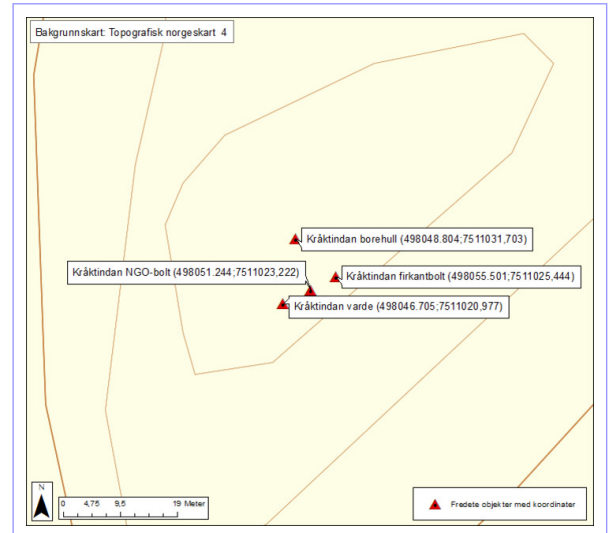 Bakgrunnskart: Topografisk norgeskart 4
Kråktindan borehull (498048.804;7511031,703)
Kråktindan NGO-bolt (498051.244;7511023,222)
Kråktindan firkantbolt (498055.501;7511025,444)
Kråktindan varde (498046.705;7511020,977)
N
0 4,75 9,5 19 Meter
Fredete objekter med koordinater